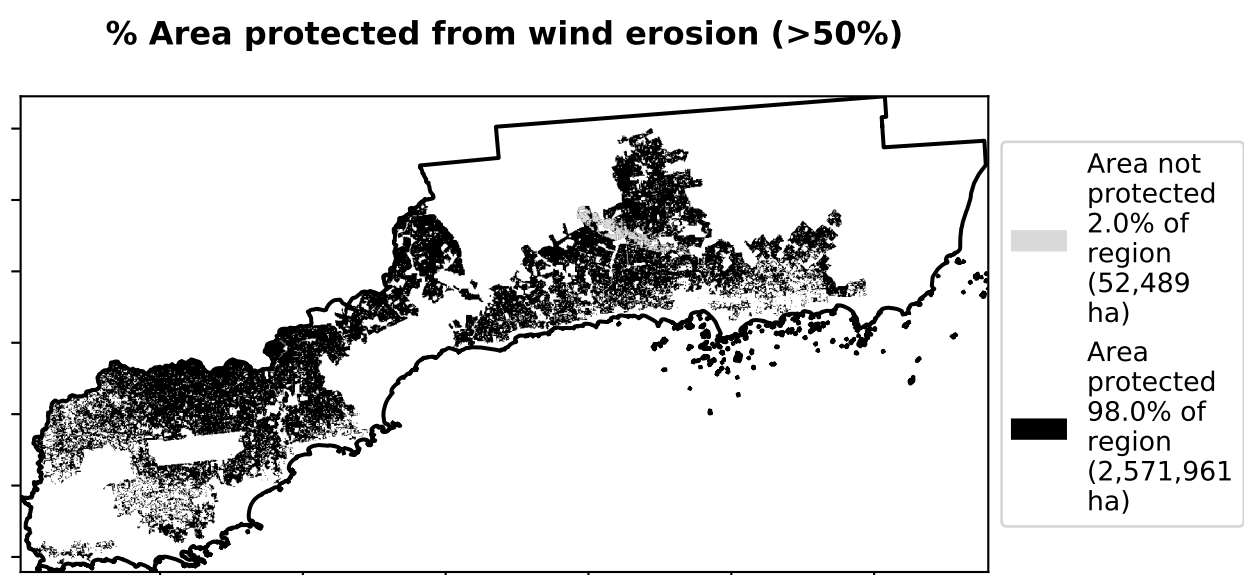 % Area protected from wind erosion (>50%)
Area not
protected
2.0% of
region
(52,489
ha)
Area
protected
98.0% of
region
(2,571,961
ha)